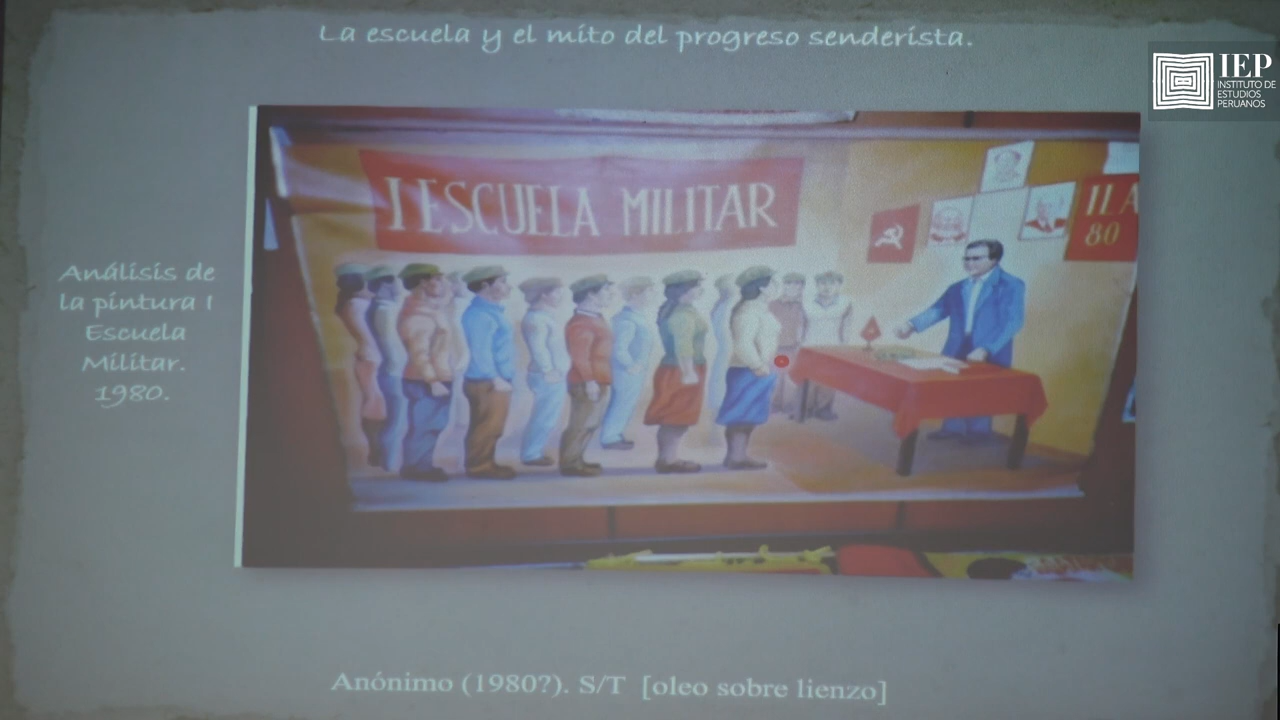 La escuela y el mito del progreso senderista.
IEP
INSTITUTO DE
ESTUDIOS
PERUANOS
I ESCUELA MILITAR
ILA
80
Análisis de
la pintura I
Escuela
Militar.
1980.
Anónimo (1980?). S/T [oleo sobre lienzo]